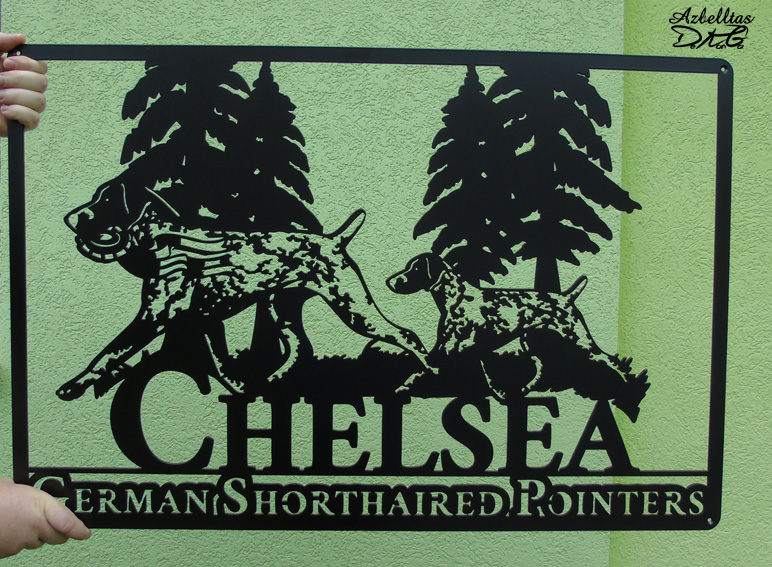 Azbelltas
D.A.G.
CHELSEA
GERMAN SHORTHAIRED POINTERS